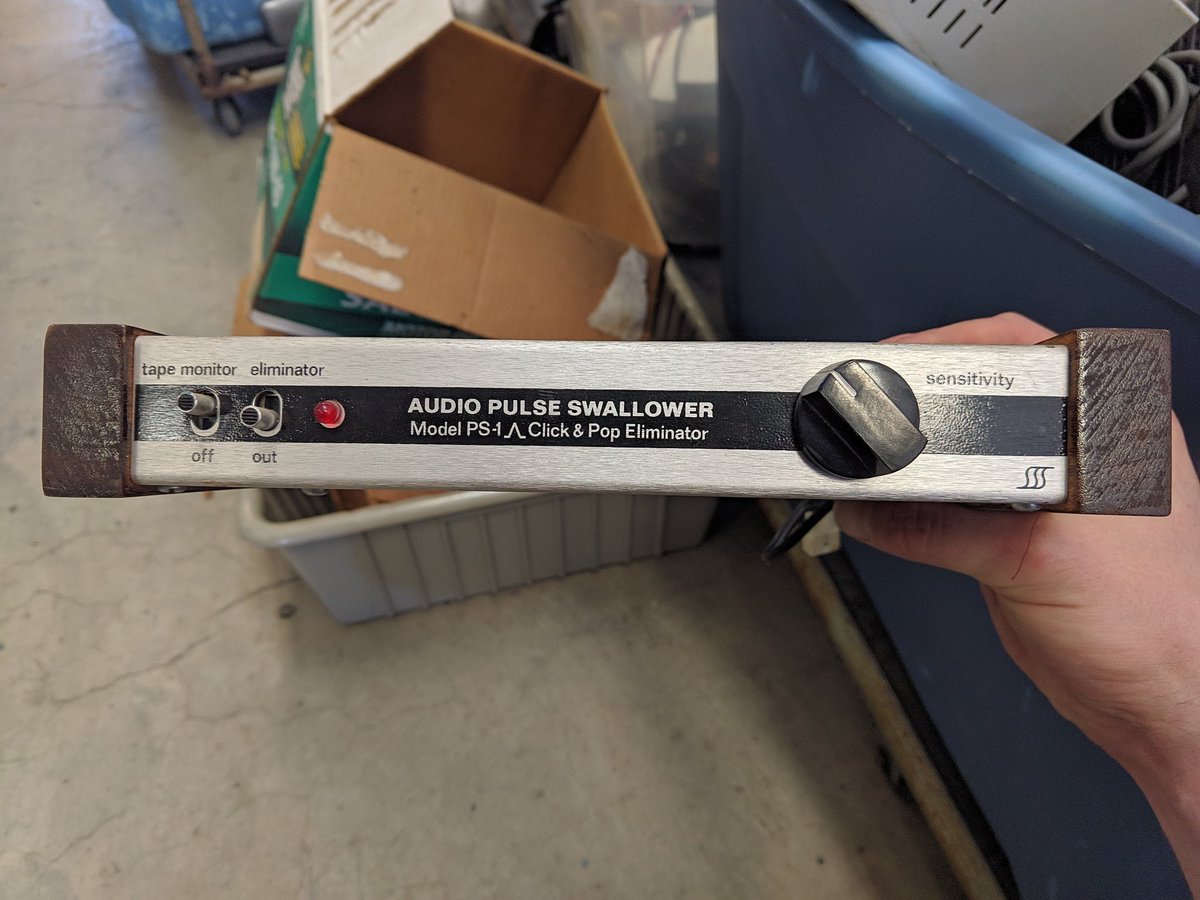 tape monitor eliminator
AUDIO PULSE SWALLOWER
Model PS-1 Click & Pop Eliminator
sensitivity
off out